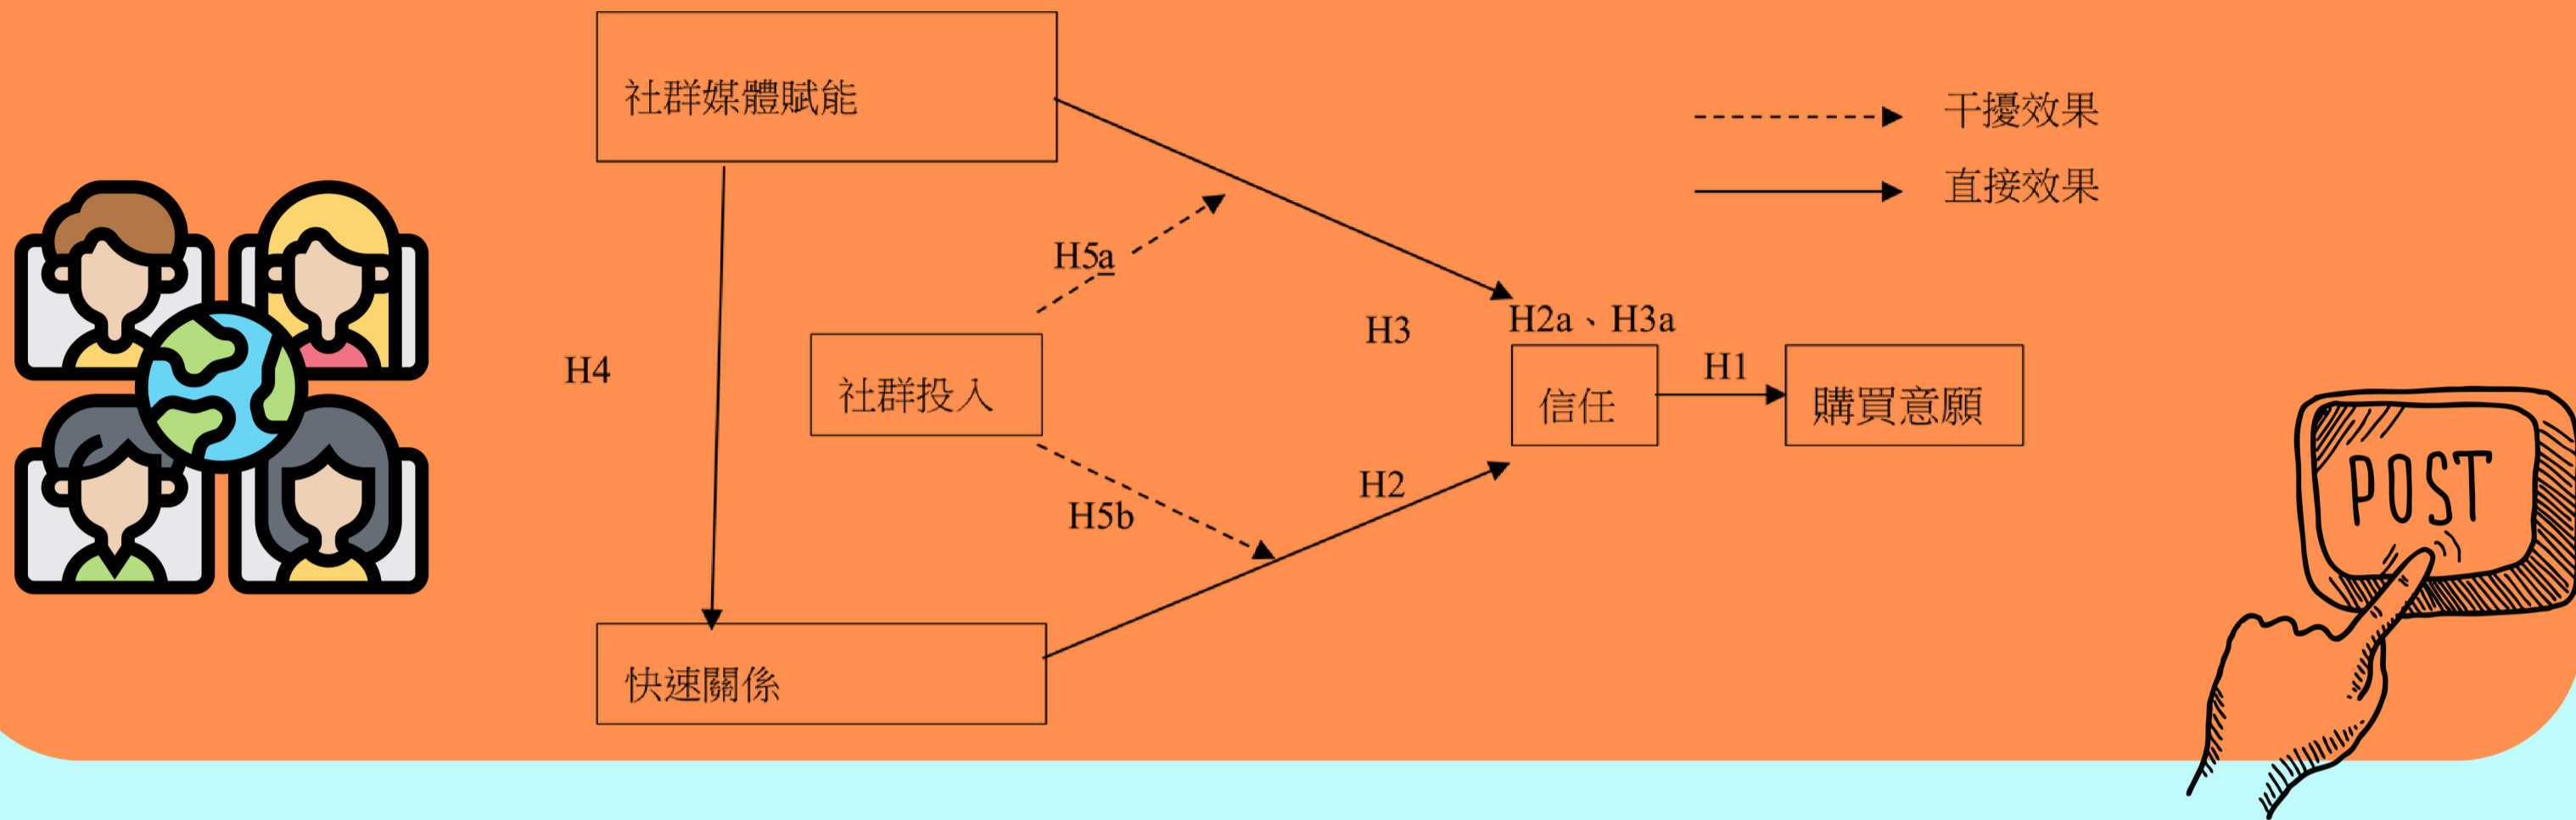 社群媒體賦能
干擾效果
直接效果
H5a
H3
H2a、H3a
H4
社群投入
信任
H1
購買意願
H2
H5b
快速關係
POST